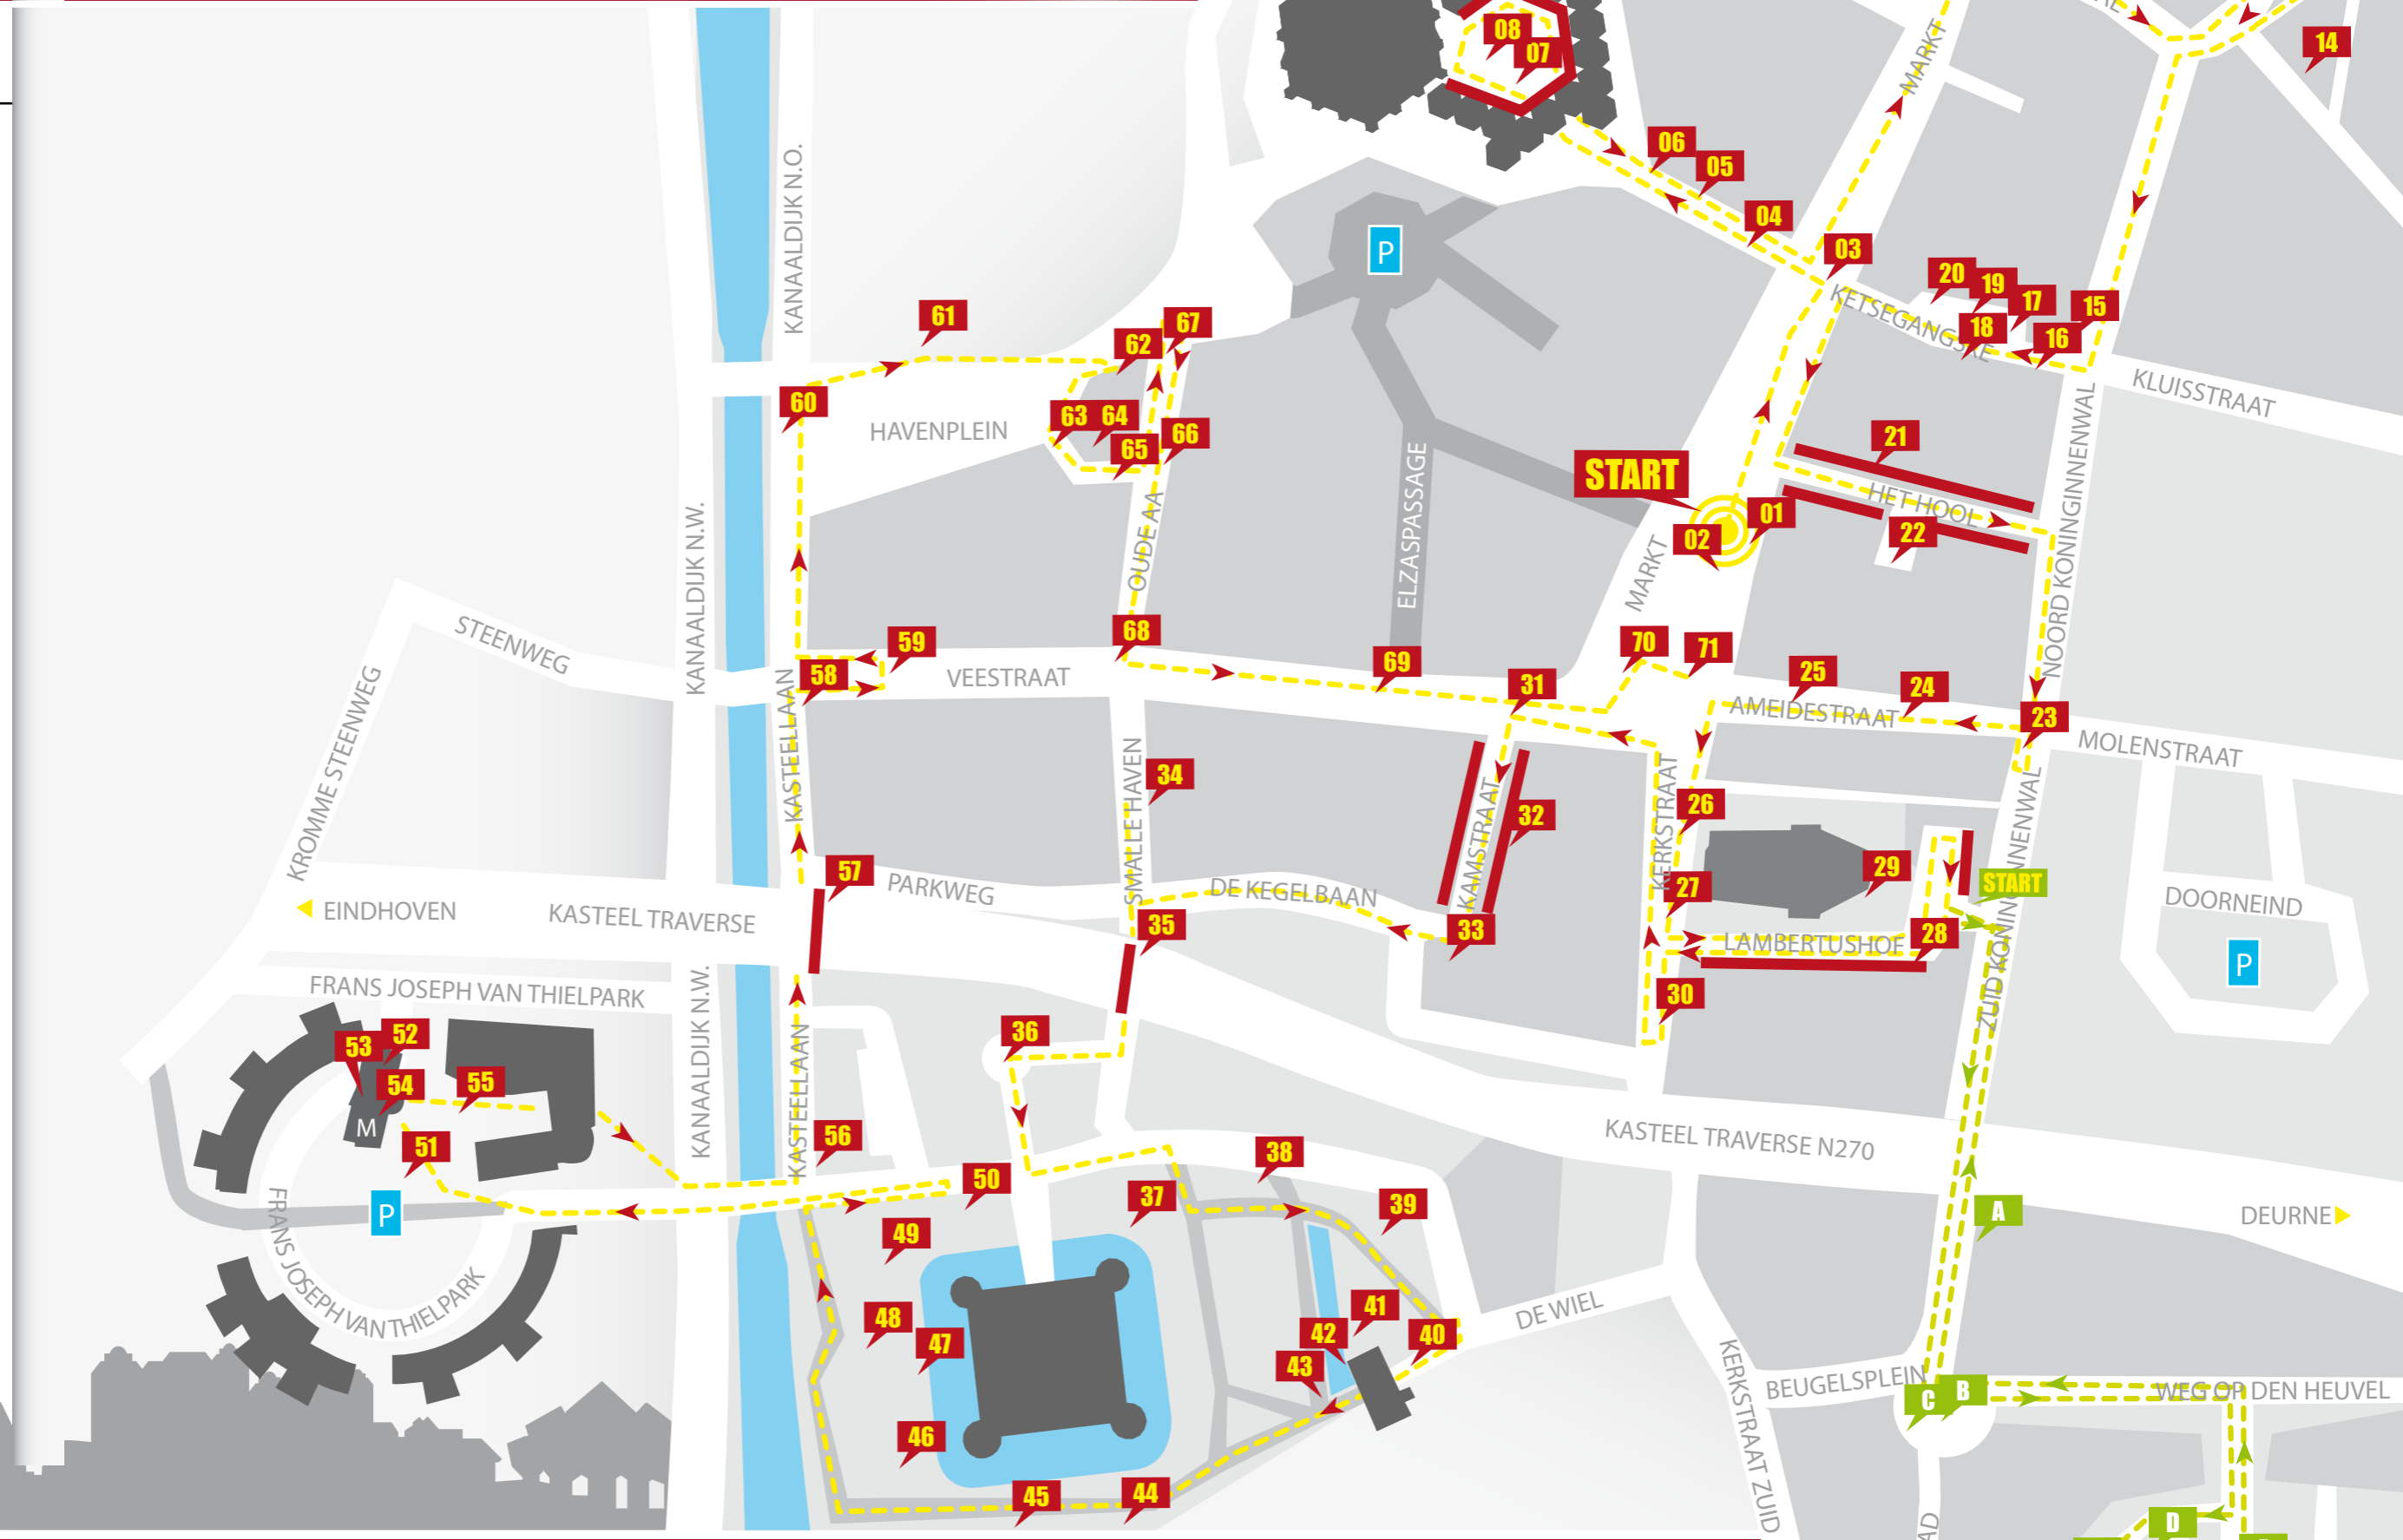 08
07
14
MARKT
06
05
04
03
KANAALDIJK N.O.
P
20
19
17
15
18
16
KETSEGANGSKE
61
67
62
KLUISSTRAAT
60
63
64
65
66
HAVENPLEIN
21
START
HET HOOL
01
02
22
NOORD KONINGINNENWAL
ELZASPASSAGE
OUDE AA
KANAALDIJK N.W.
MARKT
STEENWEG
59
68
58
VEESTRAAT
69
70
71
31
25
24
AMEIDESTRAAT
23
MOLENSTRAAT
KROMME STEENWEG
KASTEELLAAN
SMALLE HAVEN
34
32
KAMSTRAAT
KERKSTRAAT
26
29
27
ZUID KONINGINNENWAL
START
57
PARKWEG
DE KEGELBAAN
DOORNEIND
EINDHOVEN
KASTEEL TRAVERSE
35
33
LAMBERTUSHOF
28
P
FRANS JOSEPH VAN THIELPARK
KANAALDIJK N.W.
30
53
52
54
55
M
36
KASTEELLAAN
51
56
KASTEEL TRAVERSE N270
38
50
37
39
A
P
DEURNE
49
FRANS JOSEPH VAN THIELPARK
48
47
41
42
40
43
DE WIEL
KERKSTRAAT ZUID
BEUGELSPLEIN
C
B
WEG OP DEN HEUVEL
46
45
44
D
AD